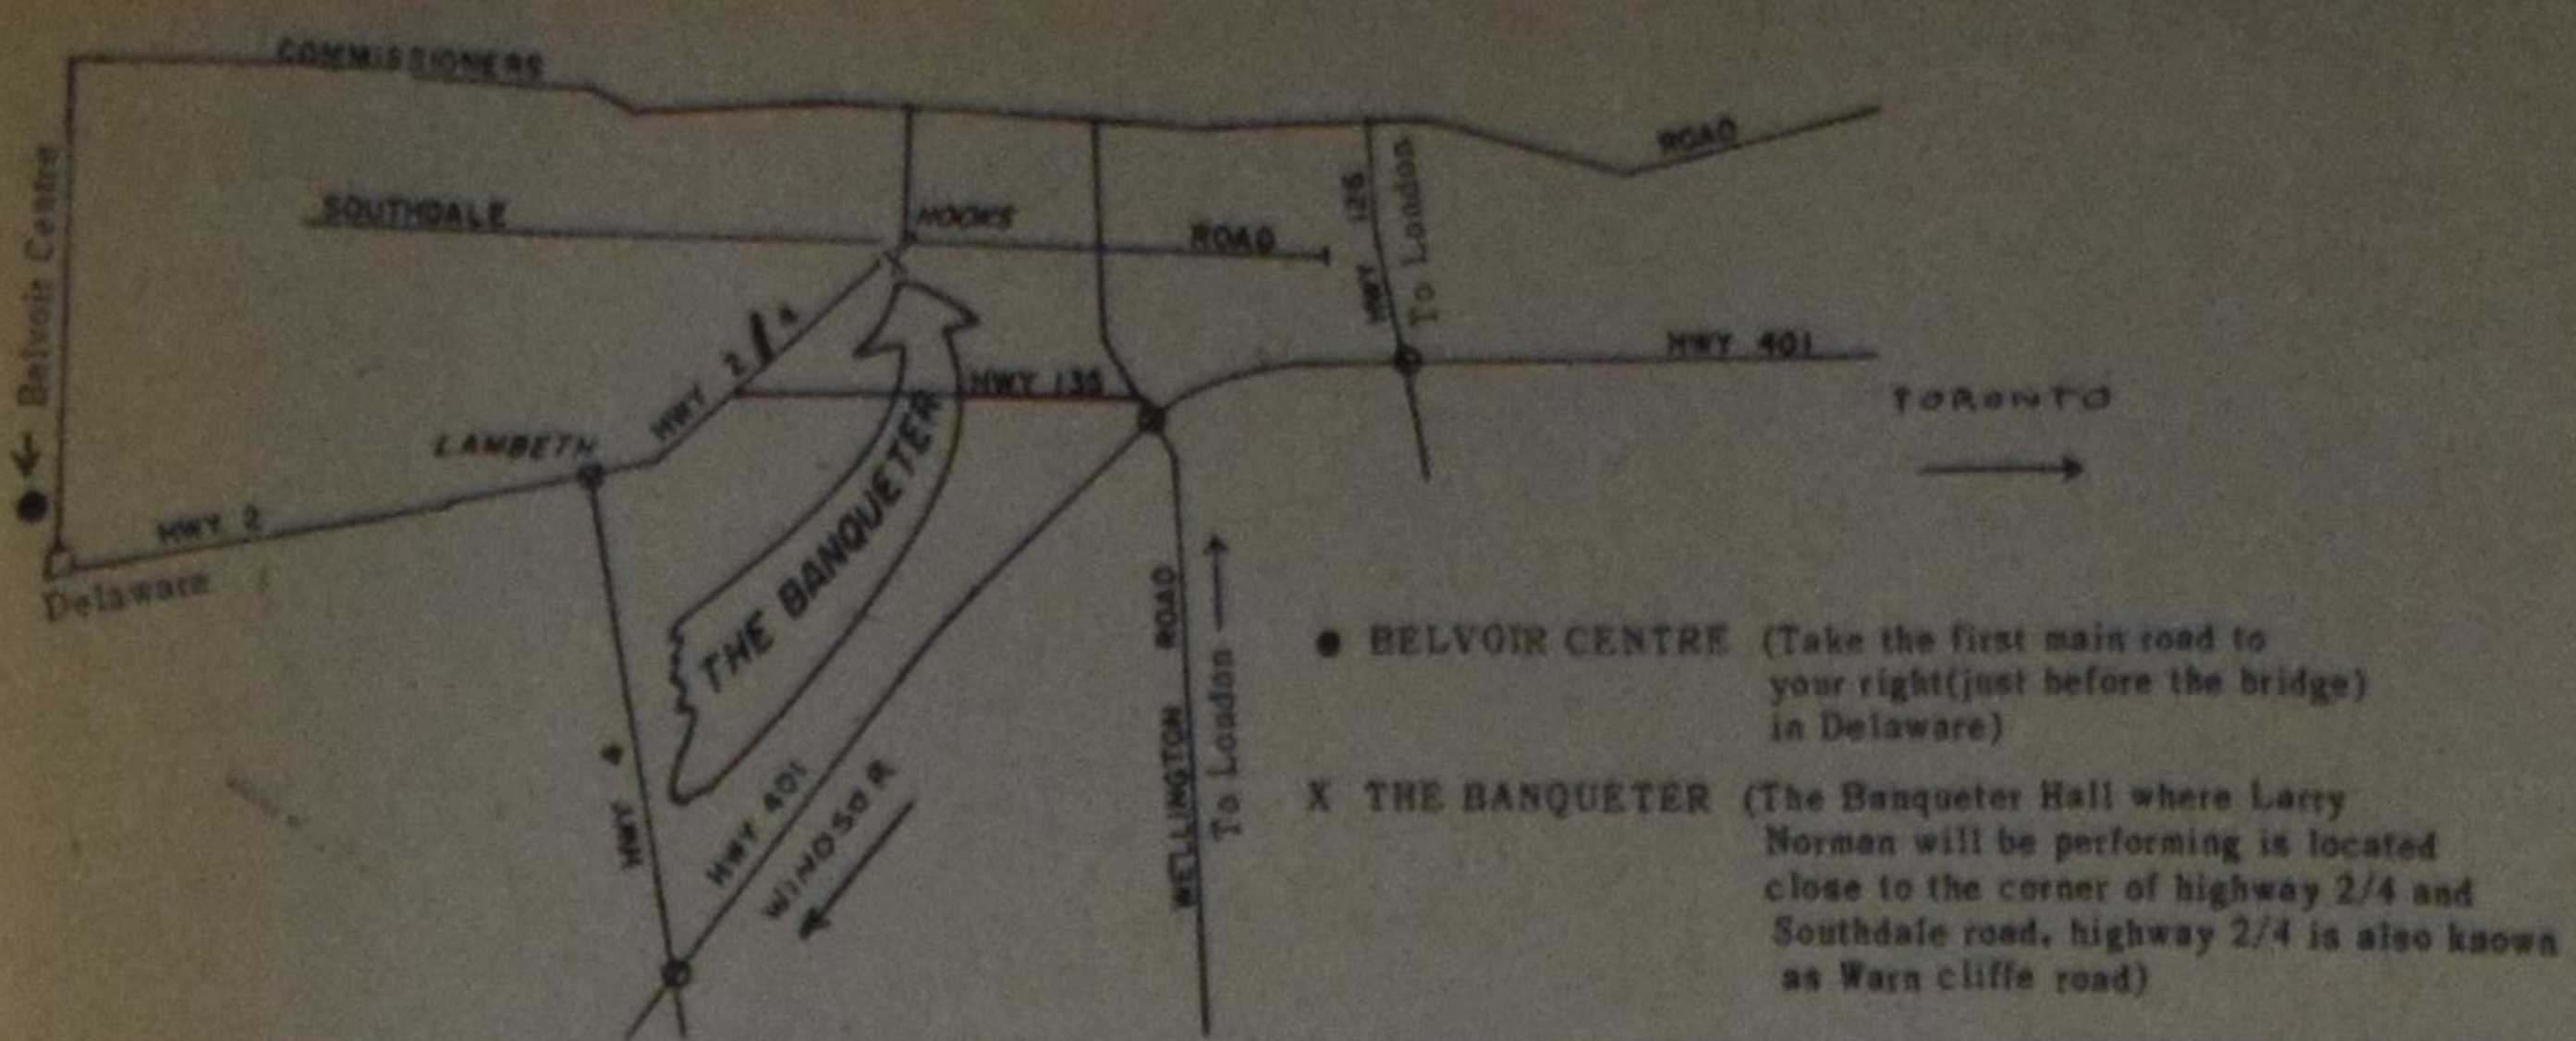 COMMISSIONERS
ROAD
Belvoir Centre
SOUTHDALE
HOOKS
ROAD
HWY 126
To London
HWY 2/4
HWY 135
HWY 401
TORONTO
LAMBETH
HWY 2
Delaware
THE BANQUETER
HWY 4
HWY 401
WINDSOR
WELLINGTON ROAD
To London
● BELVOIR CENTRE (Take the first main road to
your right(just before the bridge)
in Delaware)
X THE BANQUETER (The Banqueter Hall where Larry
Norman will be performing is located
close to the corner of highway 2/4 and
Southdale road, highway 2/4 is also known
as Warn cliffe road)